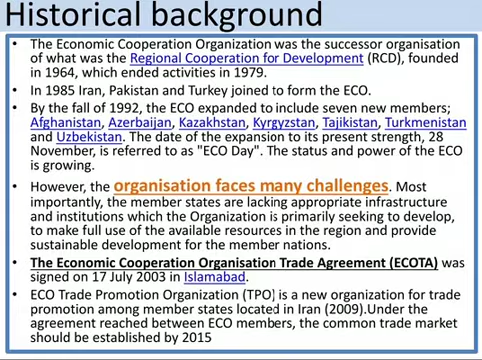 Historical background
• The Economic Cooperation Organization was the successor organisation
of what was the Regional Cooperation for Development (RCD), founded
in 1964, which ended activities in 1979.
• In 1985 Iran, Pakistan and Turkey joined to form the ECO.
• By the fall of 1992, the ECO expanded to include seven new members;
Afghanistan, Azerbaijan, Kazakhstan, Kyrgyzstan, Tajikistan, Turkmenistan
and Uzbekistan. The date of the expansion to its present strength, 28
November, is referred to as "ECO Day". The status and power of the ECO
is growing.
• However, the organisation faces many challenges. Most
importantly, the member states are lacking appropriate infrastructure
and institutions which the Organization is primarily seeking to develop,
to make full use of the available resources in the region and provide
sustainable development for the member nations.
• The Economic Cooperation Organisation Trade Agreement (ECOTA) was
signed on 17 July 2003 in Islamabad.
• ECO Trade Promotion Organization (TPO) is a new organization for trade
promotion among member states located in Iran (2009).Under the
agreement reached between ECO members, the common trade market
should be established by 2015